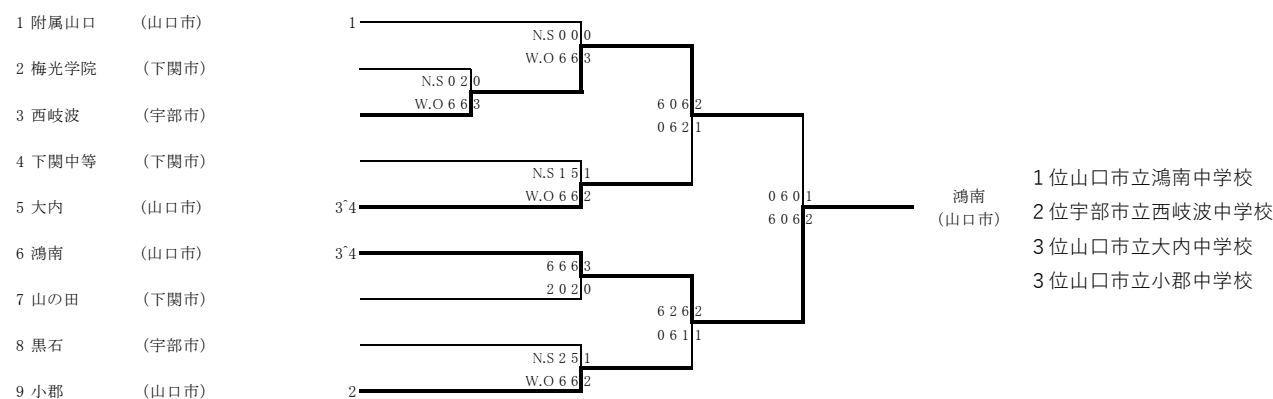 1 附属山口 （山口市） 1
N.S 0 0 0
W.O 6 6 3
2 梅光学院 （下関市）
N.S 0 2 0
W.O 6 6 3
3 西岐波 （宇部市）
6 0 6 2
0 6 2 1
4 下関中等 （下関市）
N.S 1 5 1
W.O 6 6 2
5 大内 （山口市） 3^4
0 6 0 1
6 0 6 2
鴻南
（山口市）
6 鴻南 （山口市） 3^4
6 6 6 3
2 0 2 0
7 山の田 （下関市）
6 2 6 2
0 6 1 1
8 黒石 （宇部市）
N.S 2 5 1
W.O 6 6 2
9 小郡 （山口市） 2
1位山口市立鴻南中学校
2位宇部市立西岐波中学校
3位山口市立大内中学校
3位山口市立小郡中学校